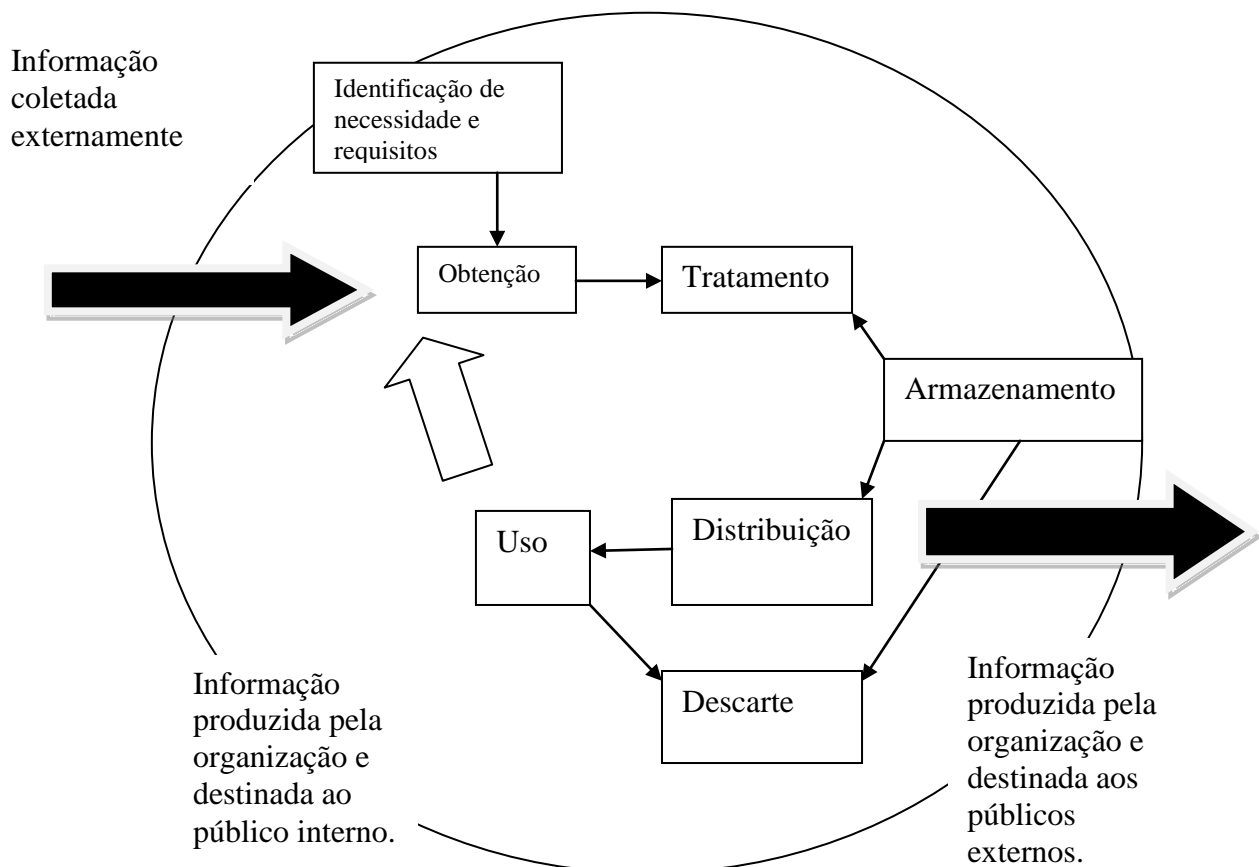 Informação
coletada
externamente
Identificação de
necessidade e
requisitos
Obtenção
Tratamento
Armazenamento
Uso
Distribuição
Descarte
Informação
produzida pela
organização e
destinada ao
público interno.
Informação
produzida pela
organização e
destinada aos
públicos
externos.